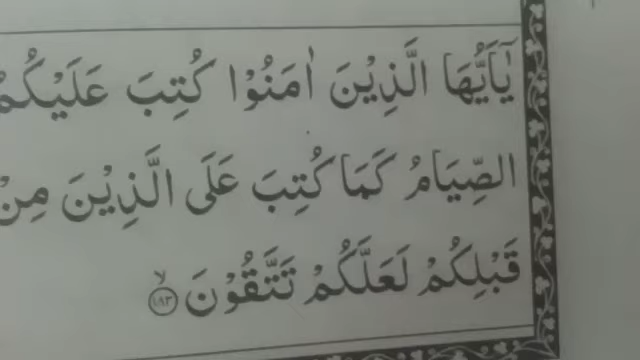 يٰٓاَيُّهَا الَّذِيْنَ اٰمَنُوْا كُتِبَ عَلَيْكُمُ
الصِّيَامُ كَمَا كُتِبَ عَلَى الَّذِيْنَ مِنْ
قَبْلِكُمْ لَعَلَّكُمْ تَتَّقُوْنَ ۙ ۝١٨٣